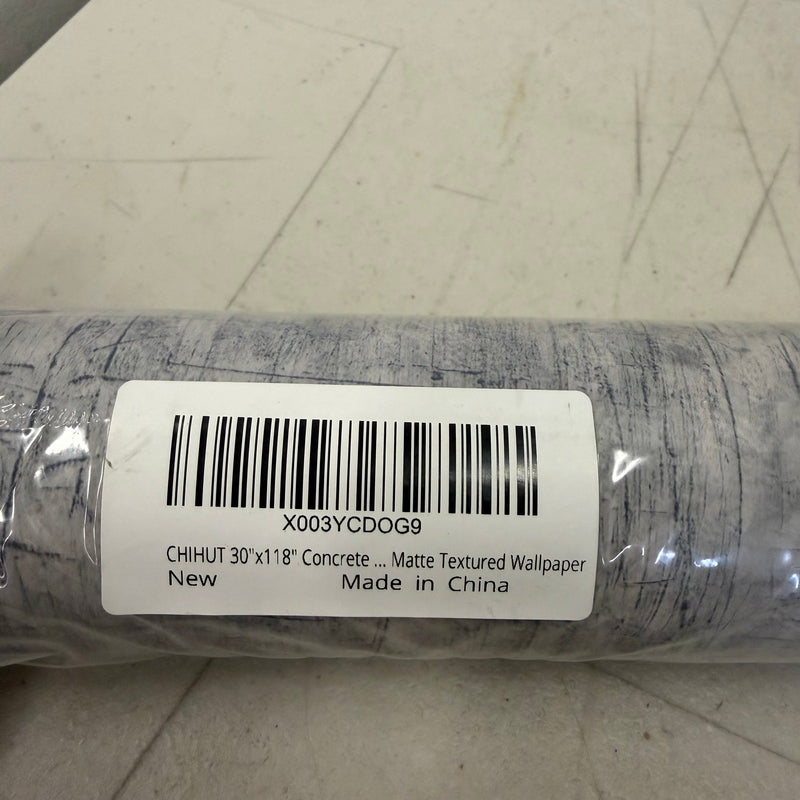 X003YCDOG9
CHIHUT 30"x118" Concrete ... Matte Textured Wallpaper
New Made in China